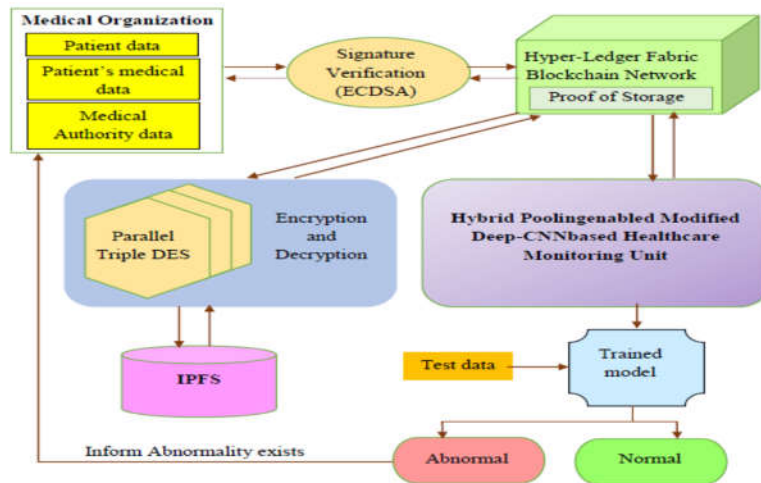 Medical Organization
Patient data
Patient's medical
data
Medical
Authority data
Signature
Verification
(ECDSA)
Hyper-Ledger Fabric
Blockchain Network
Proof of Storage
Parallel
Triple DES
Encryption
and
Decryption
Hybrid Poolingenabled Modified
Deep-CNNbased Healthcare
Monitoring Unit
IPFS
Test data
Trained
model
Inform Abnormality exists
Abnormal
Normal